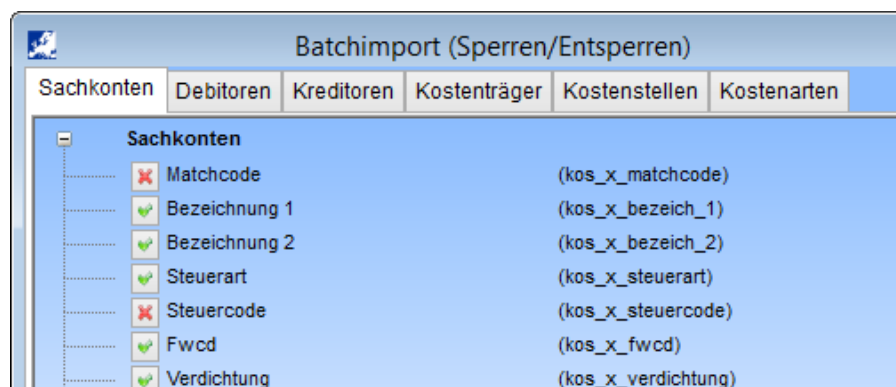 Batchimport (Sperren/Entsperren)
Sachkonten Debitoren Kreditoren Kostenträger Kostenstellen Kostenarten
Sachkonten
Matchcode (kos_x_matchcode)
Bezeichnung 1 (kos_x_bezeich_1)
Bezeichnung 2 (kos_x_bezeich_2)
Steuerart (kos_x_steuerart)
Steuercode (kos_x_steuercode)
Fwcd (kos_x_fwcd)
Verdichtung (kos_x_verdichtung)